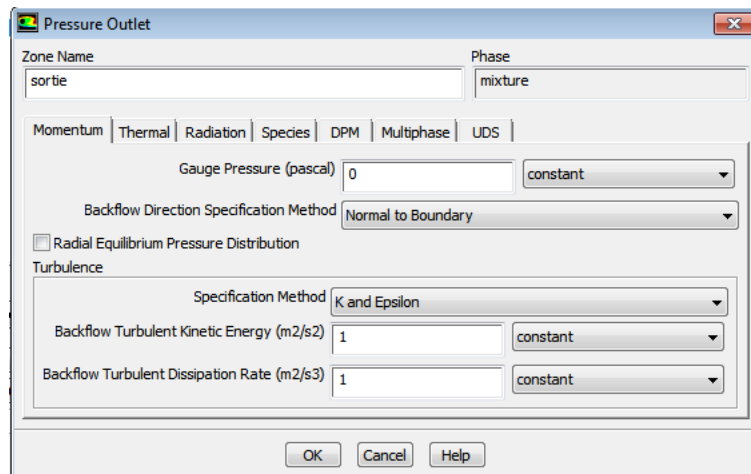 Pressure Outlet
Zone Name Phase
sortie mixture
Momentum Thermal Radiation Species DPM Multiphase UDS
Gauge Pressure (pascal) 0 constant
Backflow Direction Specification Method Normal to Boundary
Radial Equilibrium Pressure Distribution
Turbulence
Specification Method K and Epsilon
Backflow Turbulent Kinetic Energy (m2/s2) 1 constant
Backflow Turbulent Dissipation Rate (m2/s3) 1 constant
OK Cancel Help